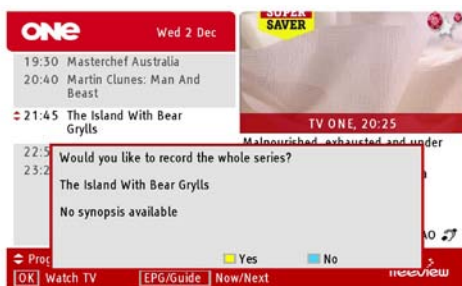 ONe
Wed 2 Dec
SUPER
SAVER
19:30 Masterchef Australia
20:40 Martin Clunes: Man And
Beast
21:45 The Island With Bear
Grylls
TV ONE, 20:25
Malnourished, exhausted and under
22:5
23:2
Would you like to record the whole series?
The Island With Bear Grylls
No synopsis available
Yes
No
AO
Prog
OK Watch TV
EPG/Guide Now/Next
freeview